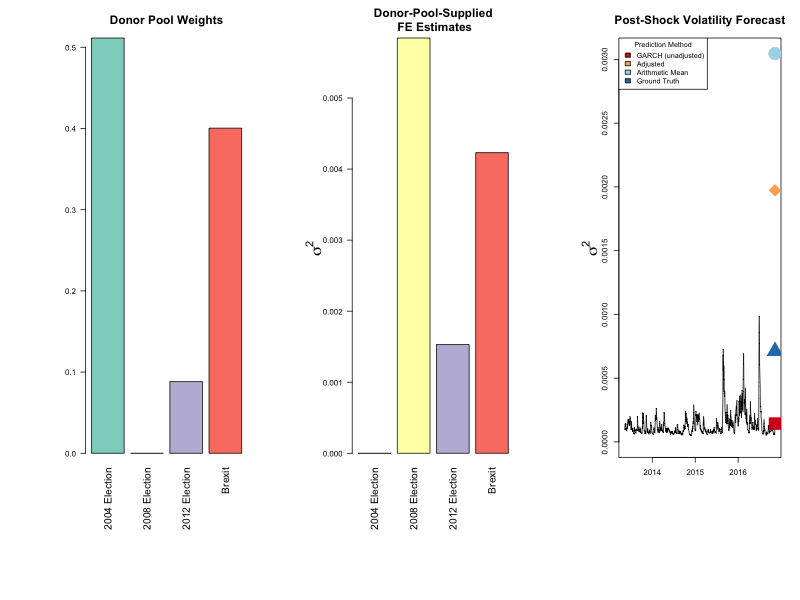 Donor Pool Weights
0.5
0.4
0.3
0.2
0.1
0.0
2004 Election
2008 Election
2012 Election
Brexit
Donor-Pool-Supplied
FE Estimates
σ²
0.005
0.004
0.003
0.002
0.001
0.000
2004 Election
2008 Election
2012 Election
Brexit
Post-Shock Volatility Forecast
Prediction Method
GARCH (unadjusted)
Adjusted
Arithmetic Mean
Ground Truth
σ²
0.0030
0.0025
0.0020
0.0015
0.0010
0.0005
0.0000
2014
2015
2016